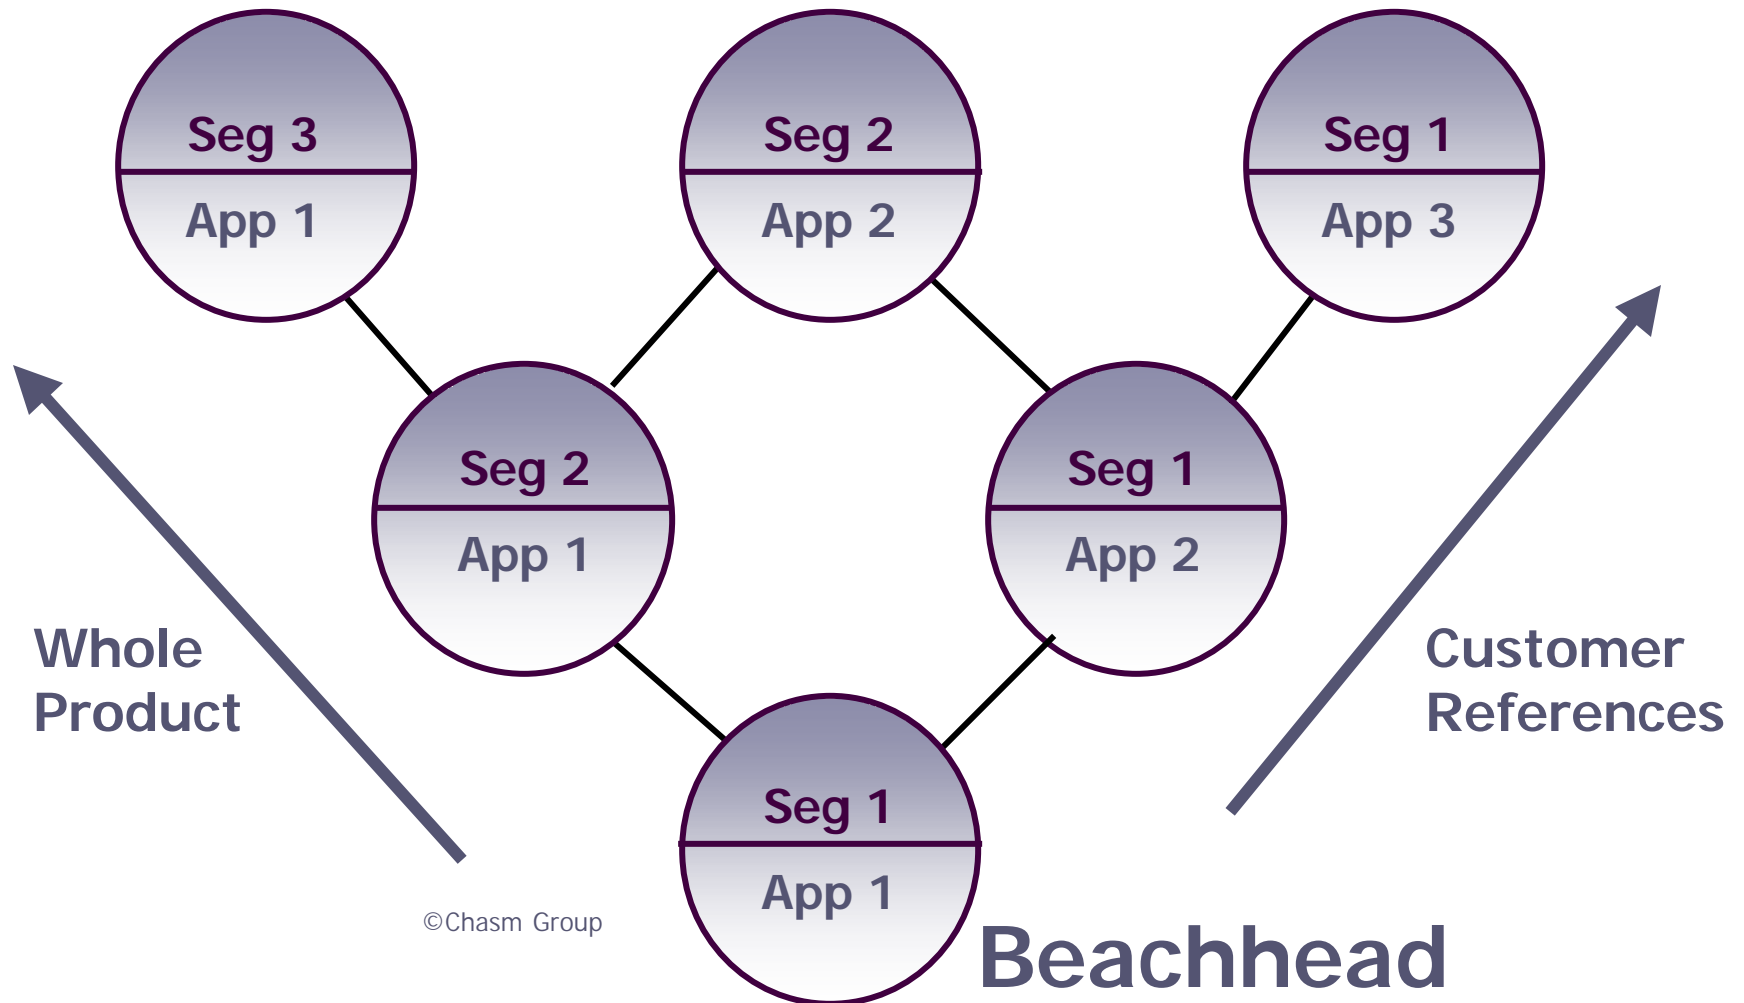 Seg 3
App 1
Seg 2
App 2
Seg 1
App 3
Seg 2
App 1
Seg 1
App 2
Whole
Product
Customer
References
Seg 1
App 1
©Chasm Group
Beachhead